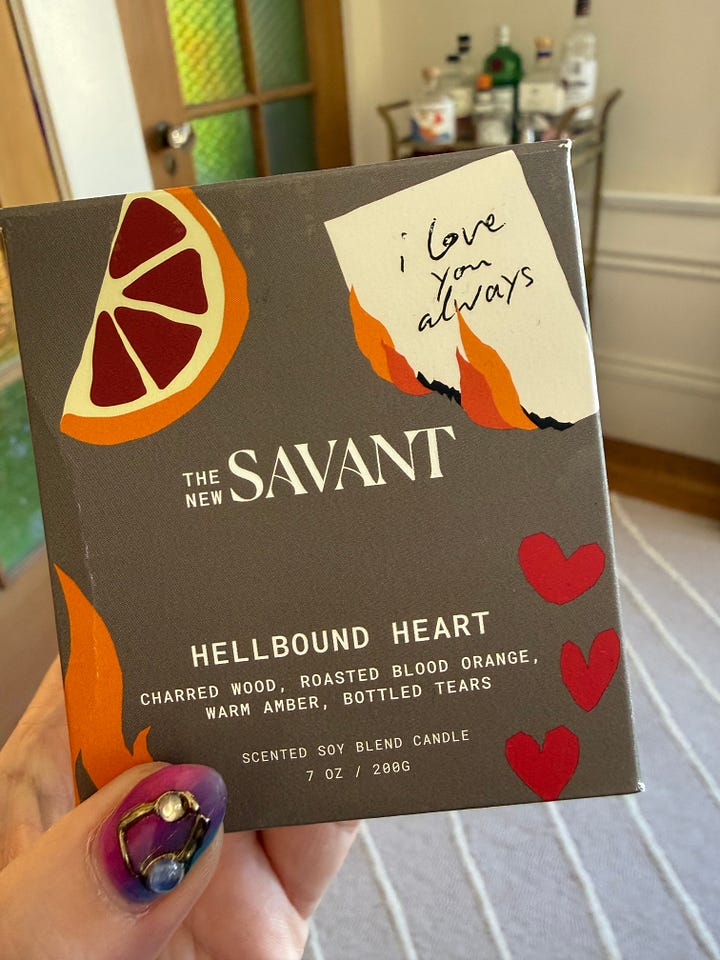 i love
you
always
THE NEW SAVANT
HELLBOUND HEART
CHARRED WOOD, ROASTED BLOOD ORANGE,
WARM AMBER, BOTTLED TEARS
SCENTED SOY BLEND CANDLE
7 OZ / 200G